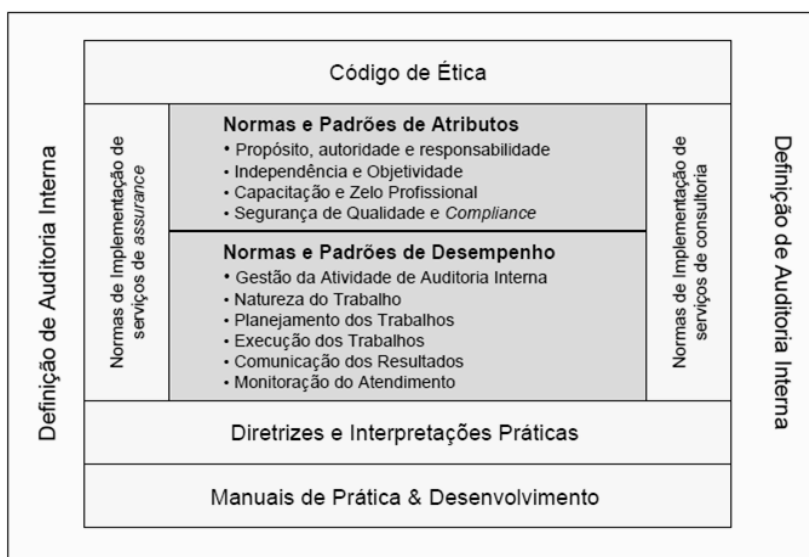 Código de Ética
Definição de Auditoria Interna
Normas de Implementação de
serviços de assurance
Normas e Padrões de Atributos
• Propósito, autoridade e responsabilidade
• Independência e Objetividade
• Capacitação e Zelo Profissional
• Segurança de Qualidade e Compliance
Normas e Padrões de Desempenho
• Gestão da Atividade de Auditoria Interna
• Natureza do Trabalho
• Planejamento dos Trabalhos
• Execução dos Trabalhos
• Comunicação dos Resultados
• Monitoração do Atendimento
Normas de Implementação de
serviços de consultoria
Definição de Auditoria Interna
Diretrizes e Interpretações Práticas
Manuais de Prática & Desenvolvimento